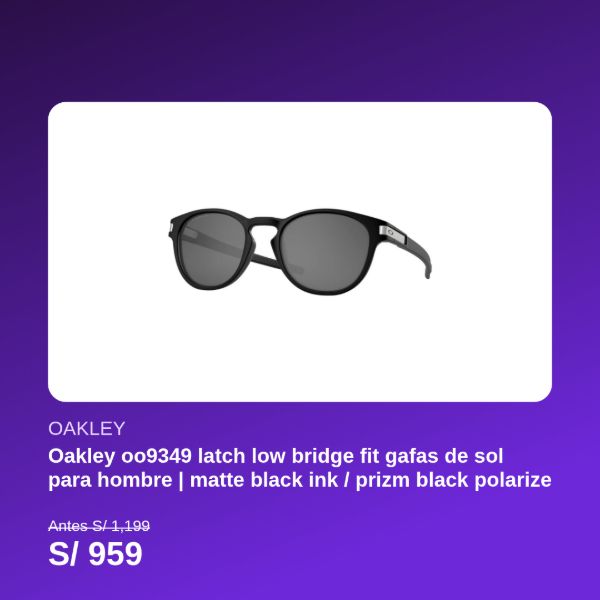 OAKLEY
Oakley oo9349 latch low bridge fit gafas de sol
para hombre | matte black ink / prizm black polarize
Antes S/ 1,199
S/ 959